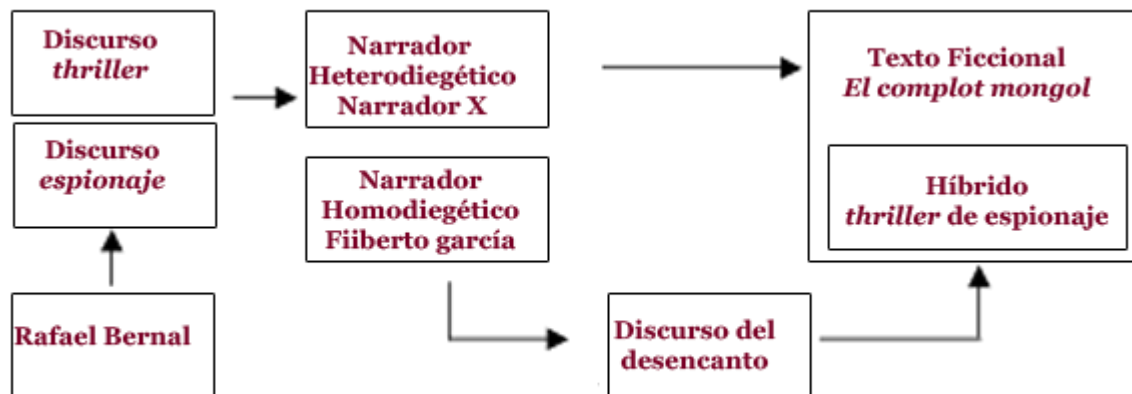 Discurso
thriller
Discurso
espionaje
Rafael Bernal
Narrador
Heterodiegético
Narrador X
Narrador
Homodiegético
Fiiberto garcía
Discurso del
desencanto
Texto Ficcional
El complot mongol
Híbrido
thriller de espionaje